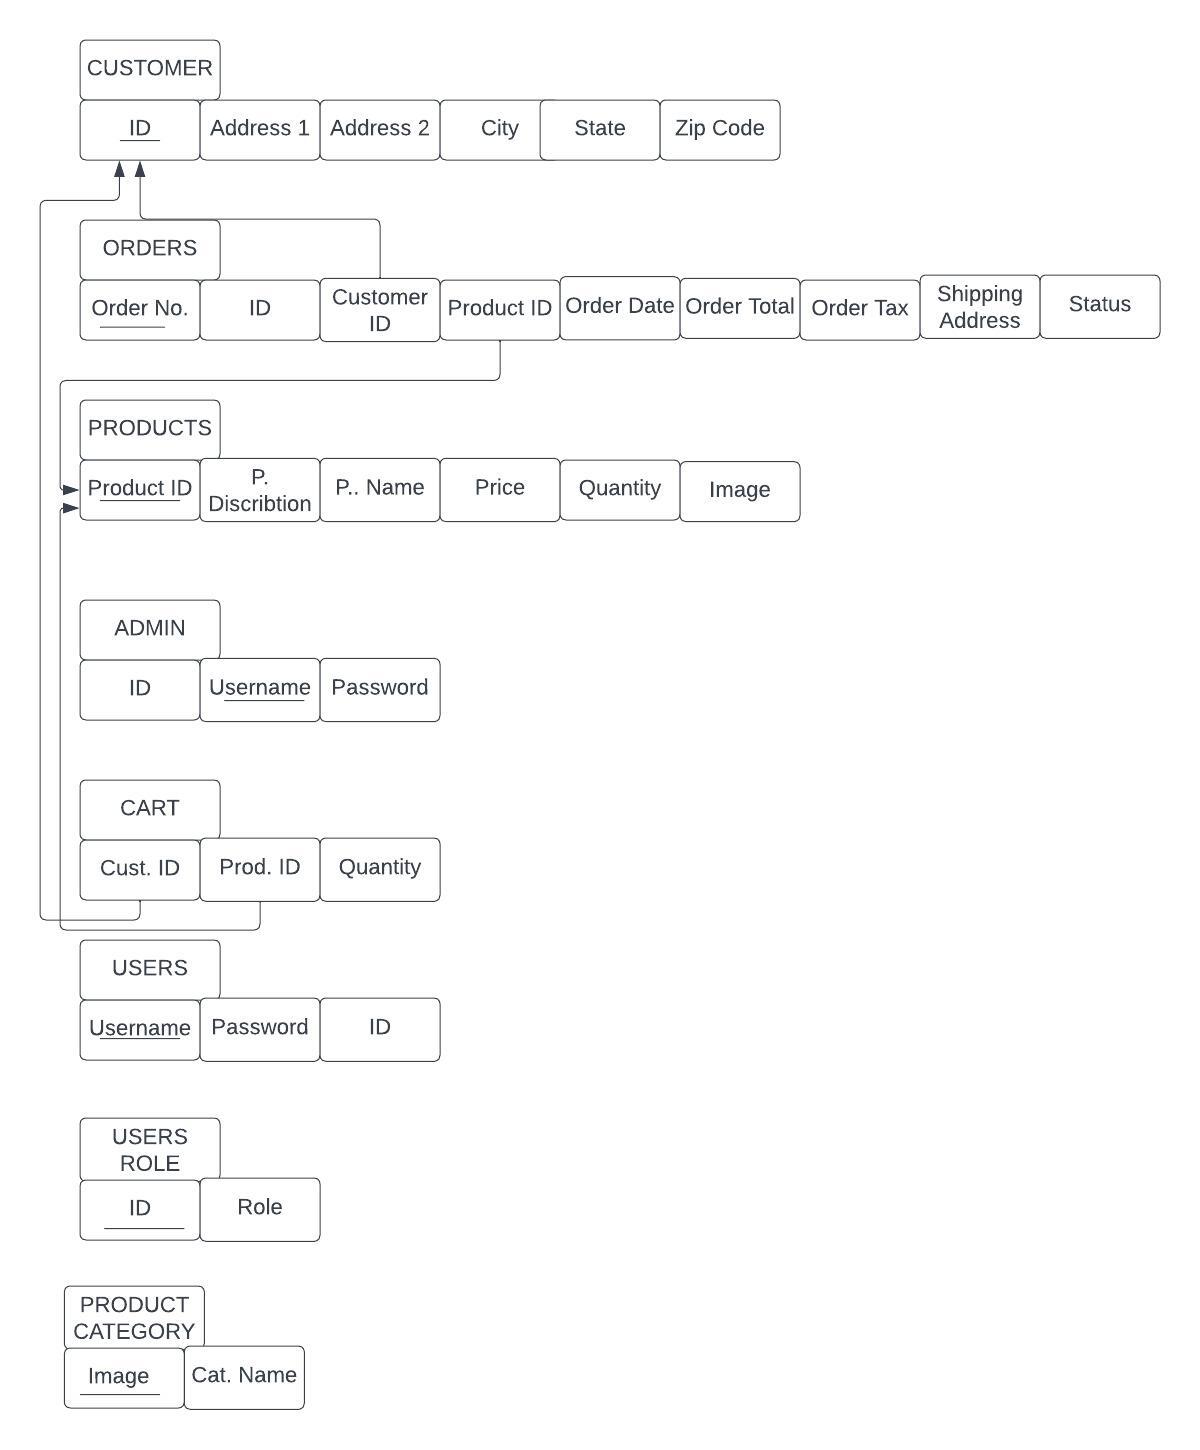 CUSTOMER
ID Address 1 Address 2 City State Zip Code
ORDERS
Order No. ID Customer ID Product ID Order Date Order Total Order Tax Shipping Address Status
PRODUCTS
Product ID P. Discribtion P.. Name Price Quantity Image
ADMIN
ID Username Password
CART
Cust. ID Prod. ID Quantity
USERS
Username Password ID
USERS
ROLE
ID Role
PRODUCT
CATEGORY
Image Cat. Name